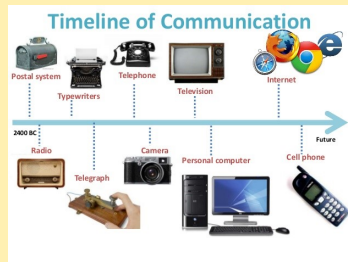 Timeline of Communication
Postal system
Typewriters
Telephone
Television
Internet
2400 BC
Future
Radio
Telegraph
Camera
Personal computer
Cell phone